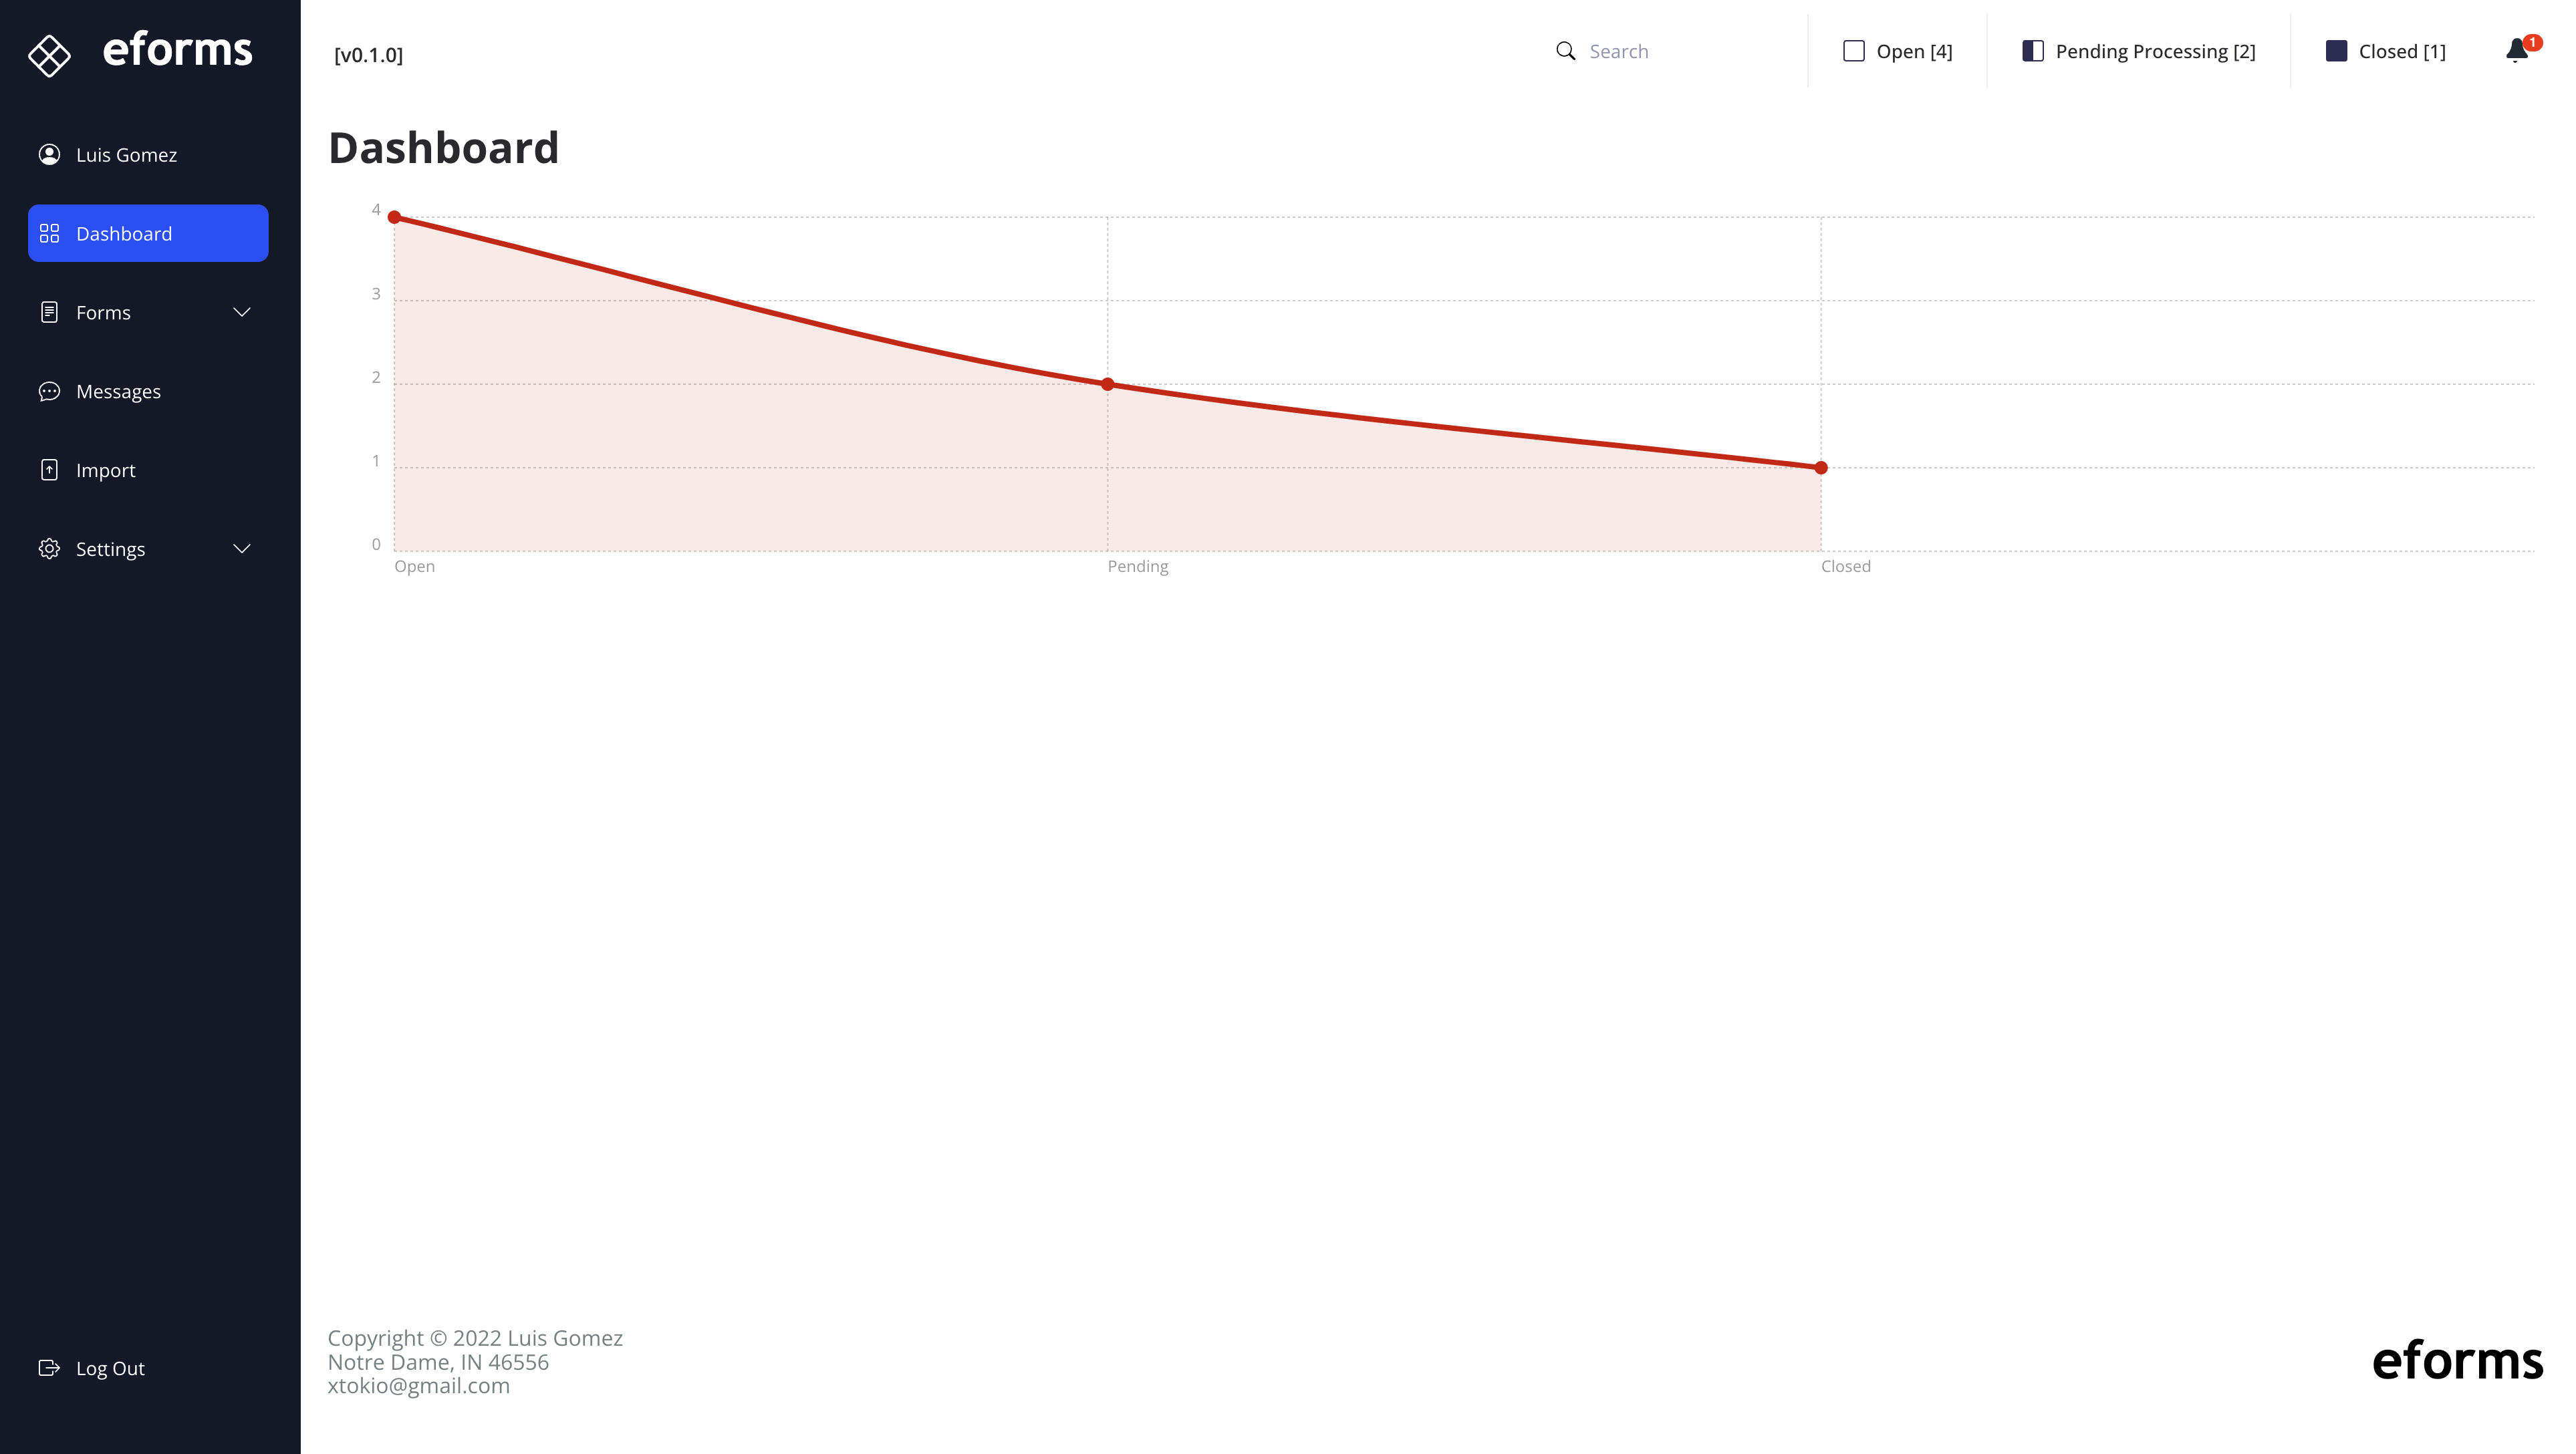 eforms
Luis Gomez
Dashboard
Forms
Messages
Import
Settings
Log Out
[v0.1.0]
Search
Open [4]
Pending Processing [2]
Closed [1]
1
Dashboard
4
3
2
1
0
Open
Pending
Closed
Copyright © 2022 Luis Gomez
Notre Dame, IN 46556
xtokio@gmail.com
eforms